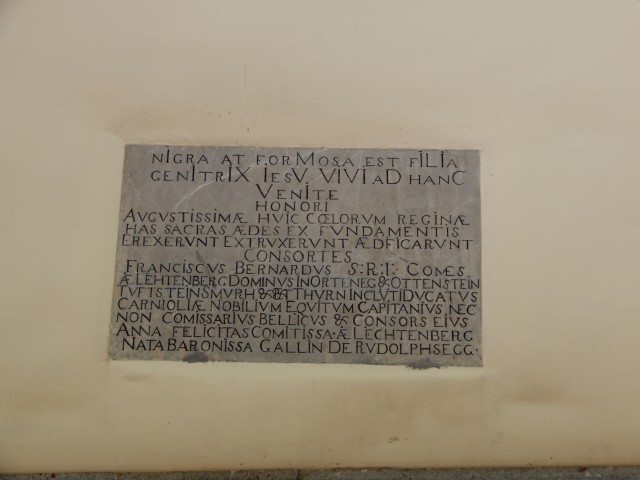 NIGRA AT FORMOSA EST FILIA
GENITRIX IESV VIVI AD HANC
VENITE
HONORI
AVGVSTISSIMÆ HVIC CŒLORVM REGINÆ
HAS SACRAS ÆDES EX FVNDAMENTIS
EREXERVNT EXTRVXERVNT ÆDFICARVNT
CONSORTES
FRANCISCVS BERNARDVS S:R:I: COMES
Æ LEHTENBERG DOMINVS IN ORTENEG & OTTENSTEIN
TVFTSTEIN SMVRH, & THVRN INCLVTI DVCATVS
CARNIOLIÆ NOBILIVM EQVITVM CAPITANIVS, NEC
NON COMISSARIVS BELLICVS & CONSORS EIVS
ANNA FELICITAS COMITISSA Æ LECHTENBERG
NATA BARONISSA GALLIN DE RVDOLPHSEGG.